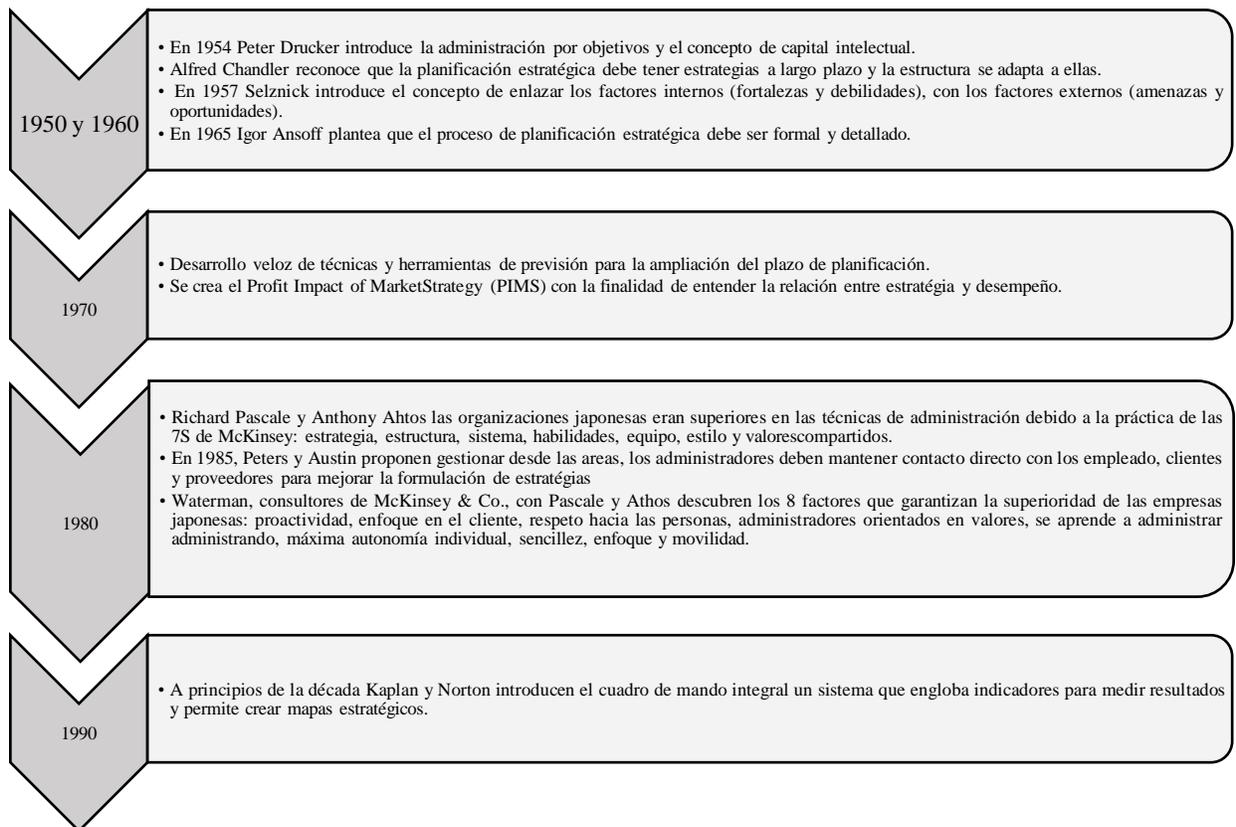 1950 y 1960
• En 1954 Peter Drucker introduce la administración por objetivos y el concepto de capital intelectual.
• Alfred Chandler reconoce que la planificación estratégica debe tener estrategias a largo plazo y la estructura se adapta a ellas.
• En 1957 Selznick introduce el concepto de enlazar los factores internos (fortalezas y debilidades), con los factores externos (amenazas y
oportunidades).
• En 1965 Igor Ansoff plantea que el proceso de planificación estratégica debe ser formal y detallado.
1970
• Desarrollo veloz de técnicas y herramientas de previsión para la ampliación del plazo de planificación.
• Se crea el Profit Impact of MarketStrategy (PIMS) con la finalidad de entender la relación entre estratégia y desempeño.
1980
• Richard Pascale y Anthony Ahtos las organizaciones japonesas eran superiores en las técnicas de administración debido a la práctica de las
7S de McKinsey: estrategia, estructura, sistema, habilidades, equipo, estilo y valorescompartidos.
• En 1985, Peters y Austin proponen gestionar desde las areas, los administradores deben mantener contacto directo con los empleado, clientes
y proveedores para mejorar la formulación de estratégias
• Waterman, consultores de McKinsey & Co., con Pascale y Athos descubren los 8 factores que garantizan la superioridad de las empresas
japonesas: proactividad, enfoque en el cliente, respeto hacia las personas, administradores orientados en valores, se aprende a administrar
administrando, máxima autonomía individual, sencillez, enfoque y movilidad.
1990
• A principios de la década Kaplan y Norton introducen el cuadro de mando integral un sistema que engloba indicadores para medir resultados
y permite crear mapas estratégicos.